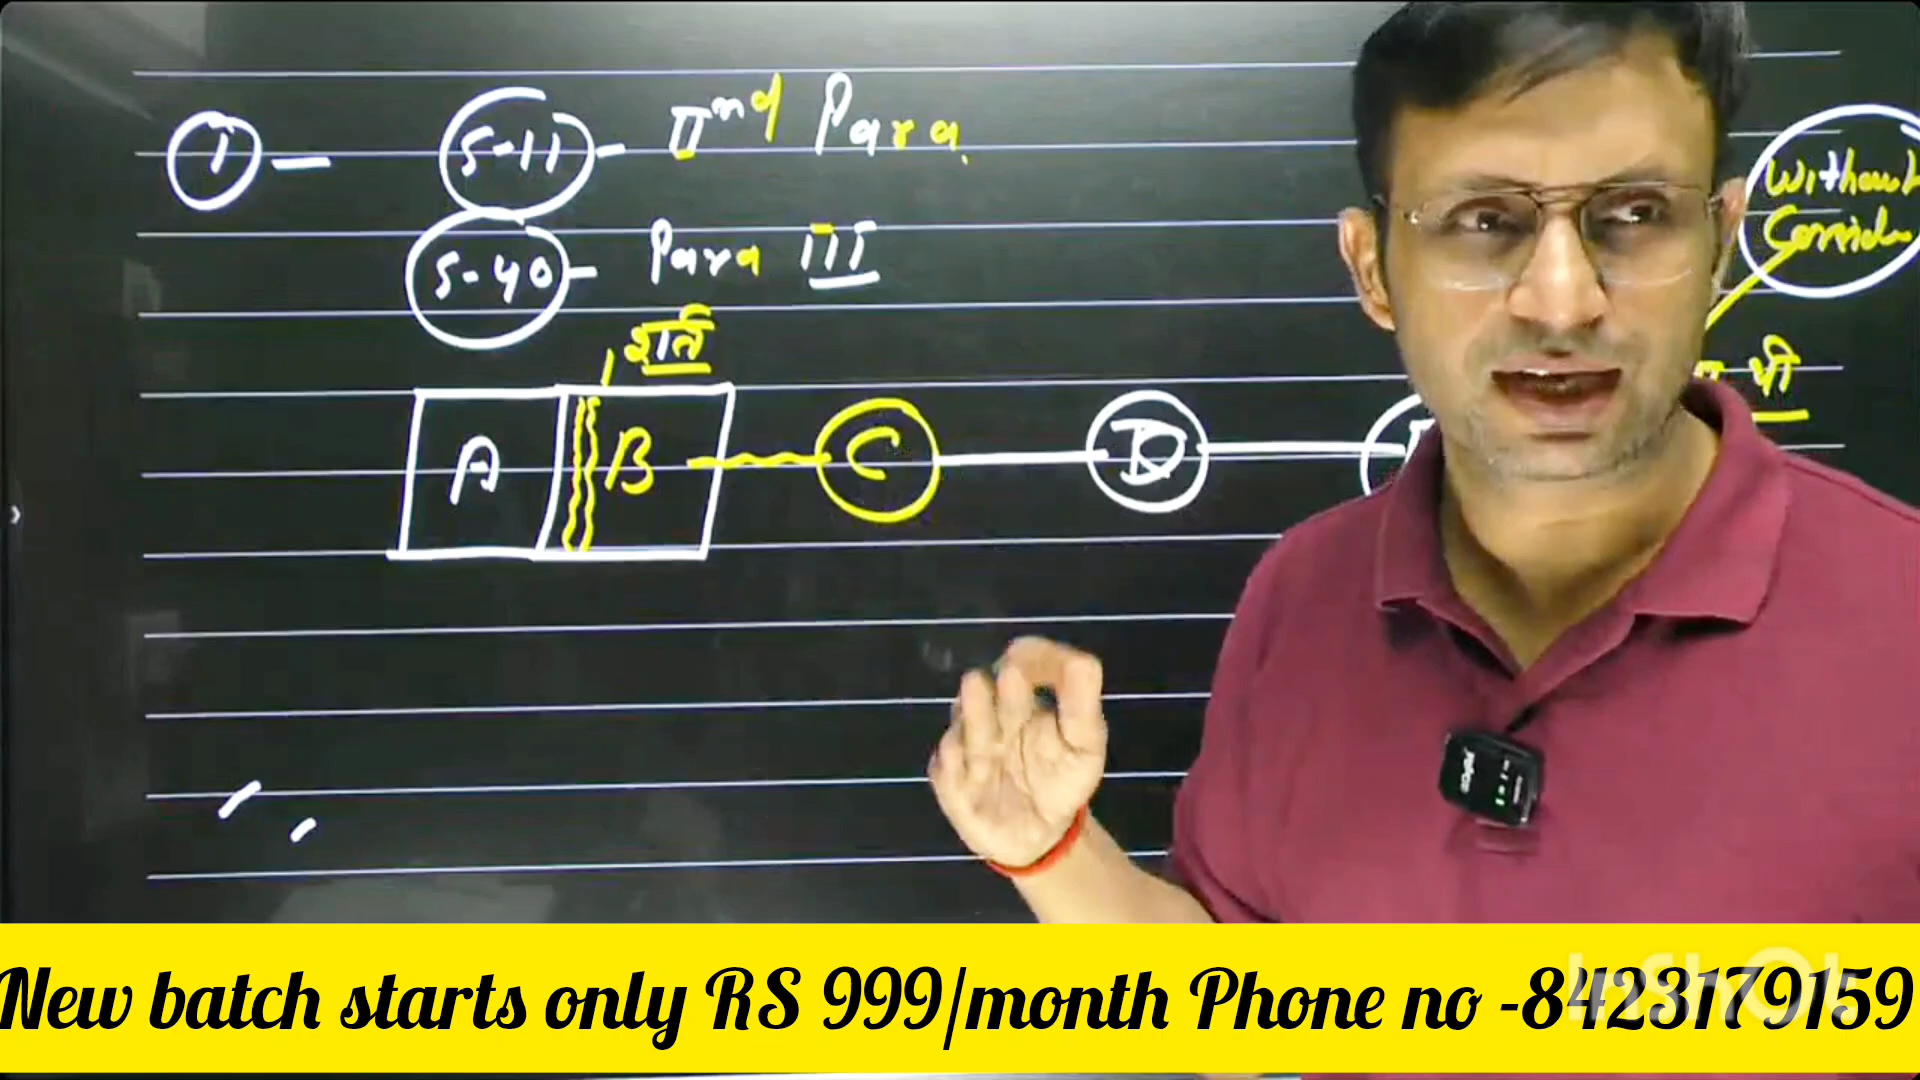 1 - S-11 - IInd Para.
S-40 - Para III
Without
शर्त
भी
A B C D
New batch starts only RS 999/month Phone no -8423179159
InShOt